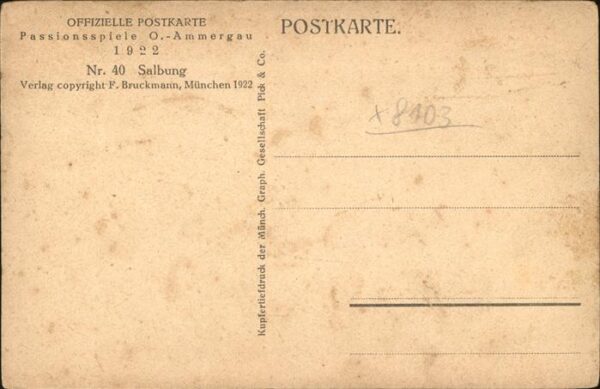 OFFIZIELLE POSTKARTE
Passionsspiele O.-Ammergau
1922
Nr. 40 Salbung
Verlag copyright F. Bruckmann, München 1922
POSTKARTE.
x8103
Kupfertiefdruck der Münch. Graph. Gesellschaft Pick & Co.